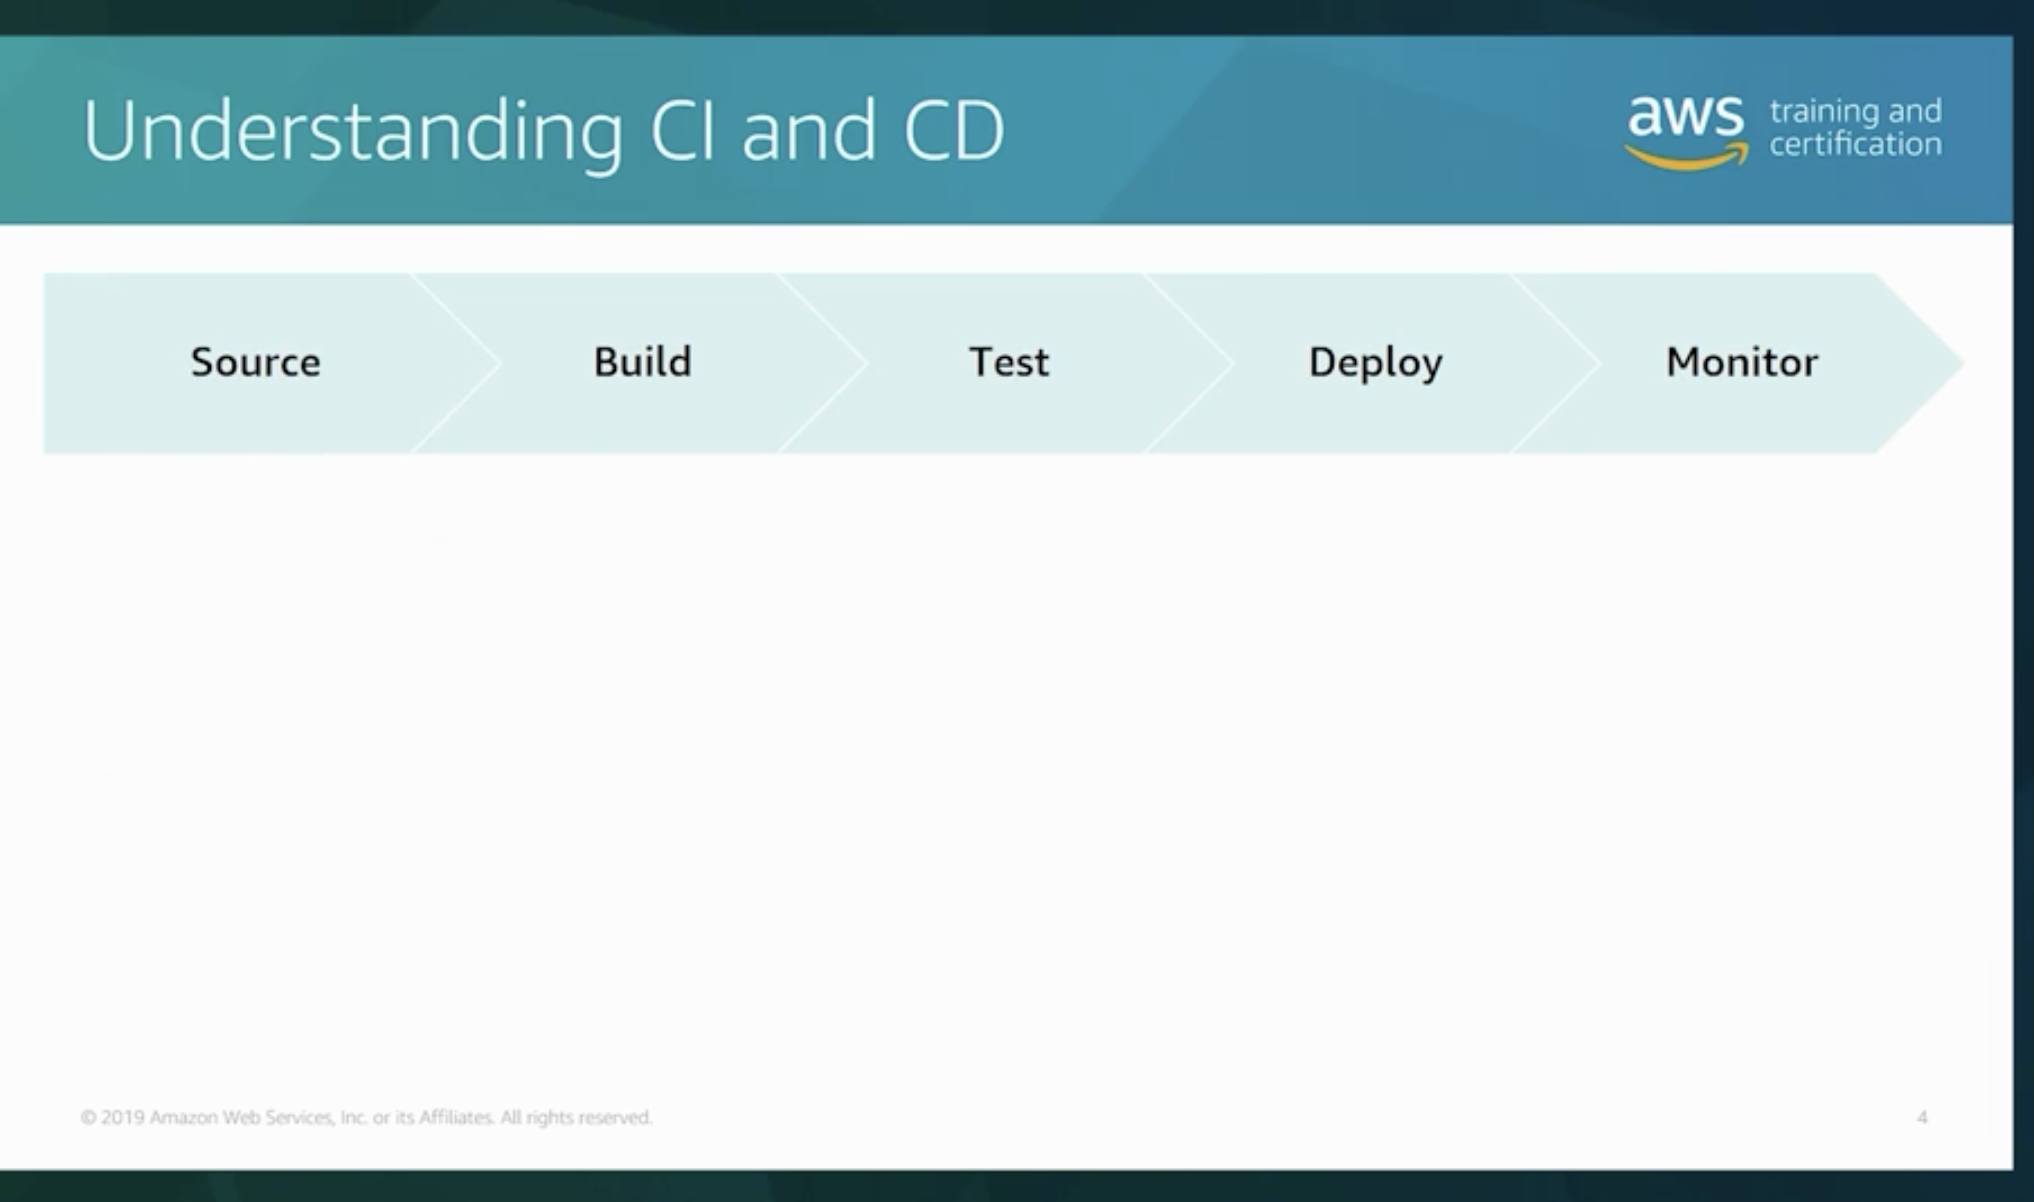 Understanding CI and CD
aws
training and
certification
Source
Build
Test
Deploy
Monitor
© 2019 Amazon Web Services, Inc. or its Affiliates. All rights reserved.
4